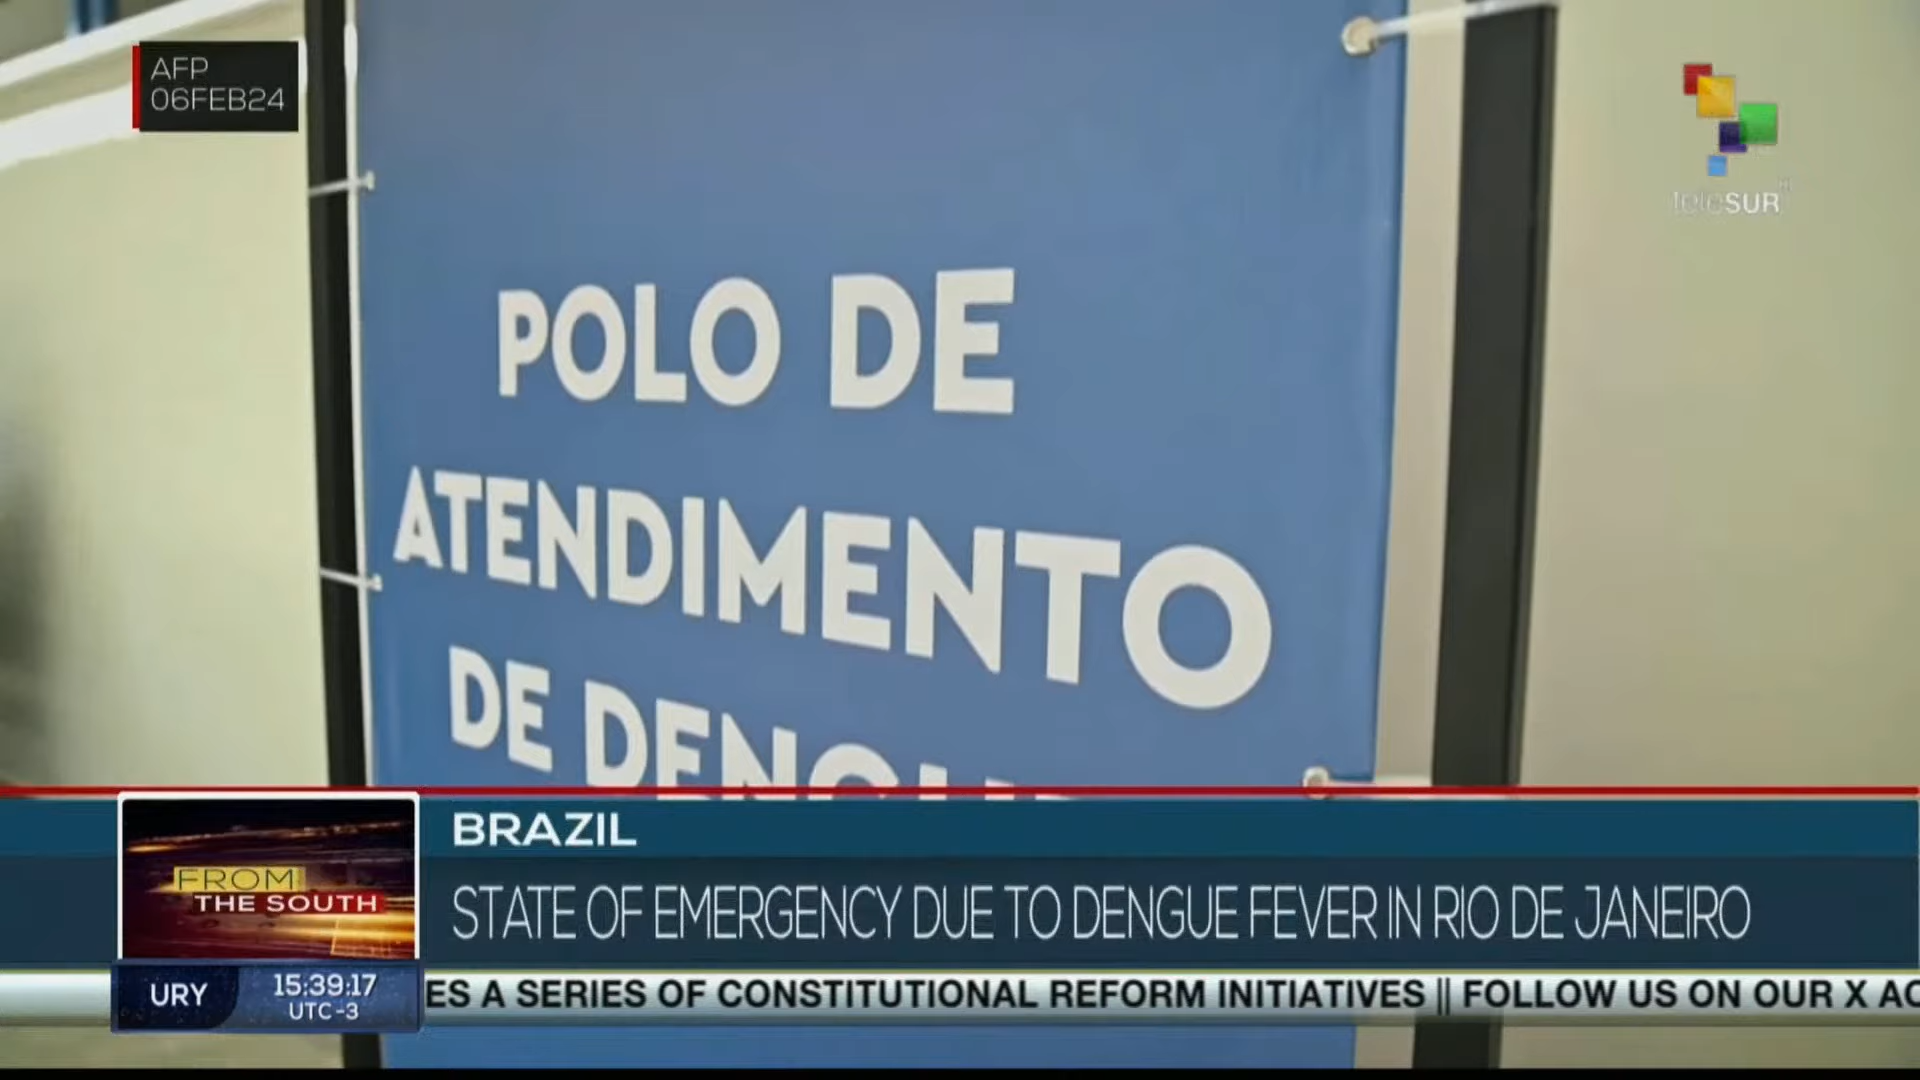 AFP
06FEB24
teleSUR
POLO DE
ATENDIMENTO
DE DENGUE
BRAZIL
FROM
THE SOUTH
STATE OF EMERGENCY DUE TO DENGUE FEVER IN RIO DE JANEIRO
URY
15:39:17
UTC-3
ES A SERIES OF CONSTITUTIONAL REFORM INITIATIVES || FOLLOW US ON OUR X AC